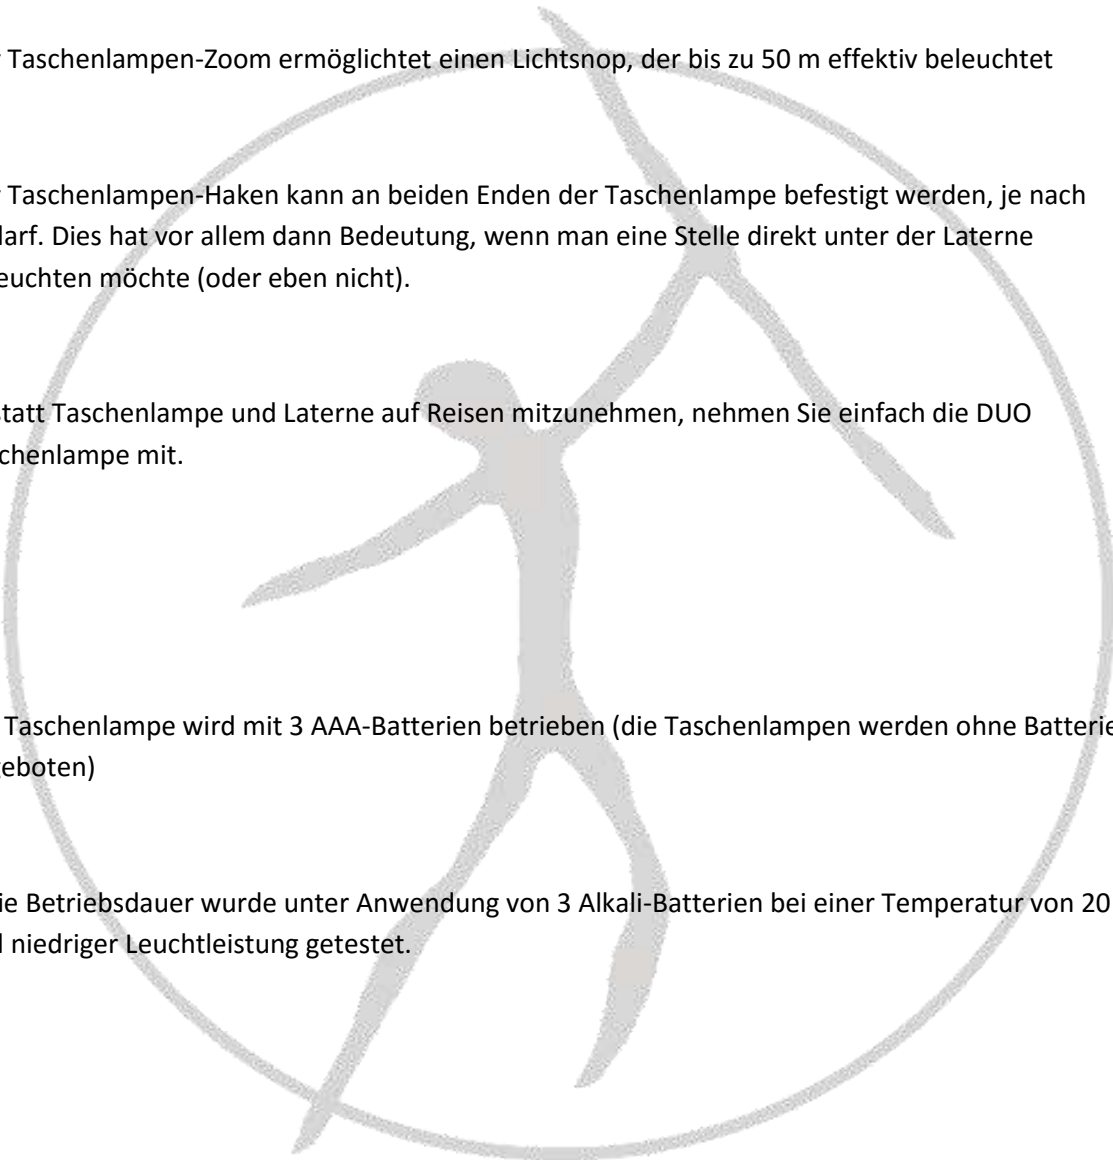 Taschenlampen-Zoom ermöglichtet einen Lichtsnop, der bis zu 50 m effektiv beleuchtet
Taschenlampen-Haken kann an beiden Enden der Taschenlampe befestigt werden, je nach
darf. Dies hat vor allem dann Bedeutung, wenn man eine Stelle direkt unter der Laterne
euchten möchte (oder eben nicht).
statt Taschenlampe und Laterne auf Reisen mitzunehmen, nehmen Sie einfach die DUO
schenlampe mit.
Taschenlampe wird mit 3 AAA-Batterien betrieben (die Taschenlampen werden ohne Batterie
geboten)
ie Betriebsdauer wurde unter Anwendung von 3 Alkali-Batterien bei einer Temperatur von 20
niedriger Leuchtleistung getestet.